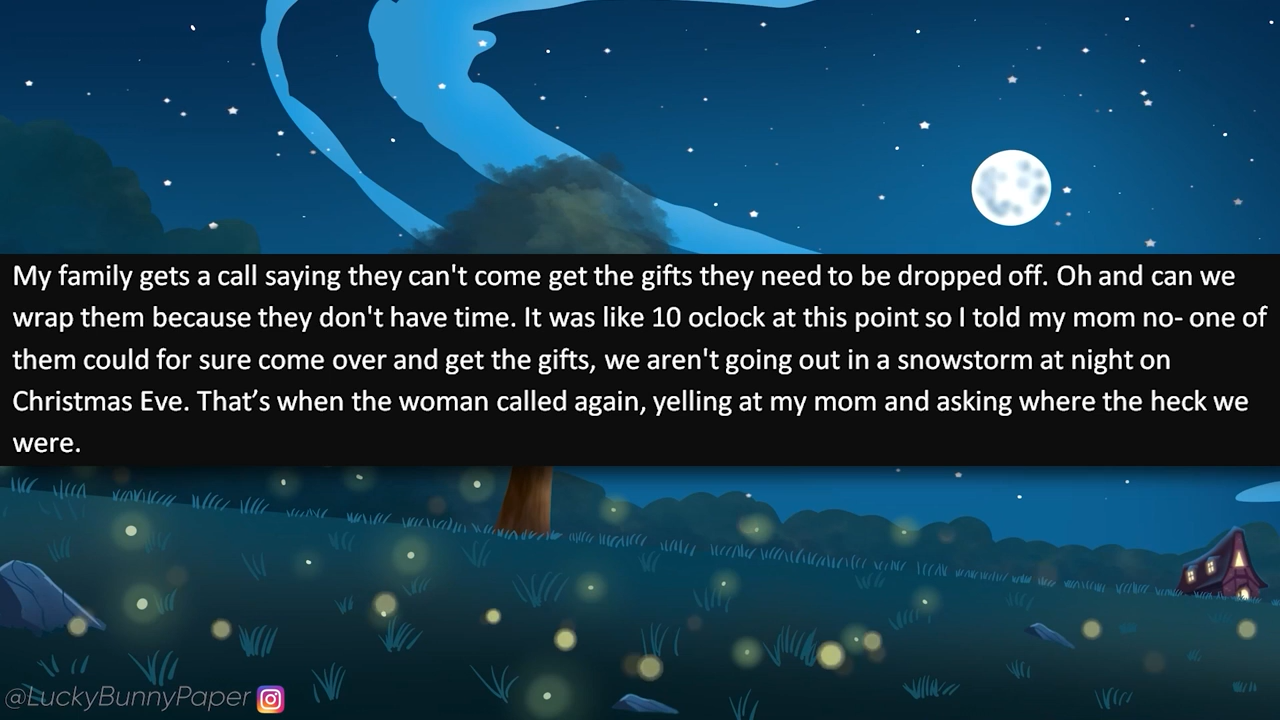 My family gets a call saying they can't come get the gifts they need to be dropped off. Oh and can we
wrap them because they don't have time. It was like 10 oclock at this point so I told my mom no- one of
them could for sure come over and get the gifts, we aren't going out in a snowstorm at night on
Christmas Eve. That’s when the woman called again, yelling at my mom and asking where the heck we
were.
@LuckyBunnyPaper